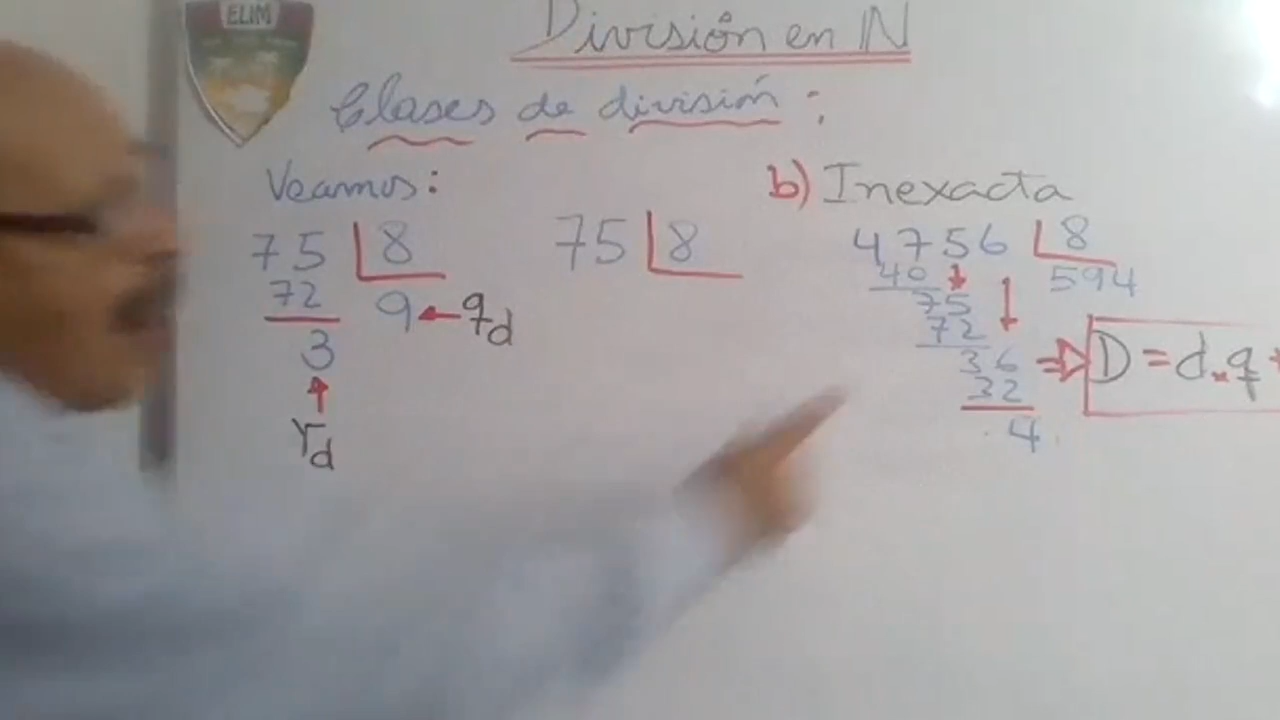 ELIM
División en N
Clases de división :
Veamos:
75 8
72 9 ← qd
3
↑
rd
75 8
b) Inexacta
4756 8
40 594
75
72
36
32
4
⇒ D = d.q +